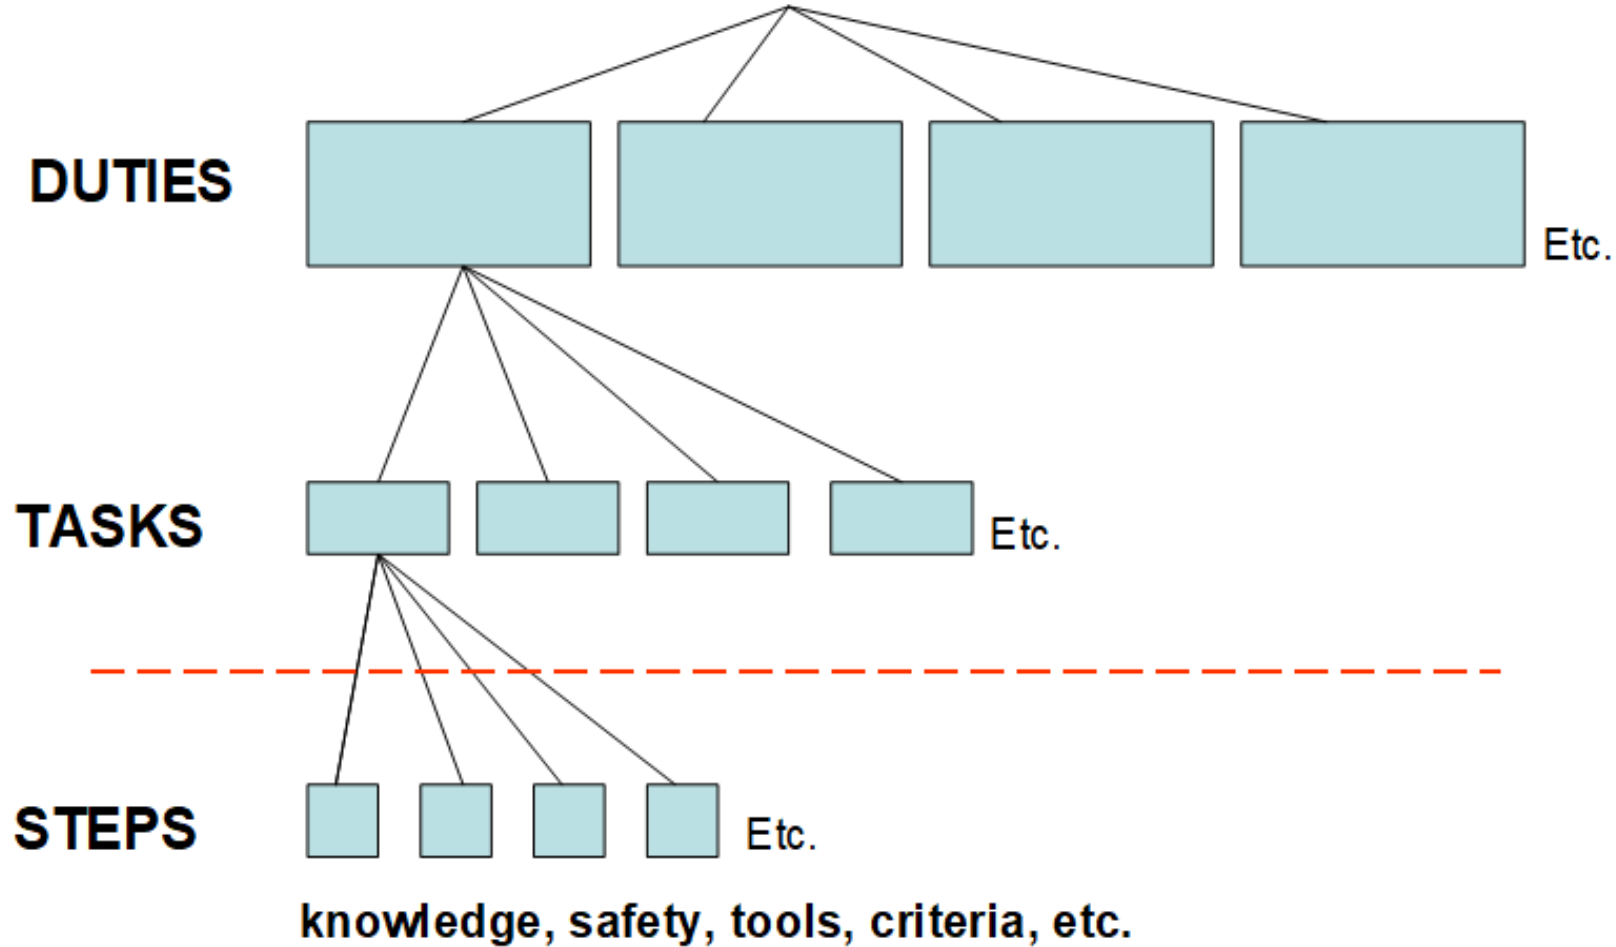 DUTIES
Etc.
TASKS
Etc.
STEPS
Etc.
knowledge, safety, tools, criteria, etc.